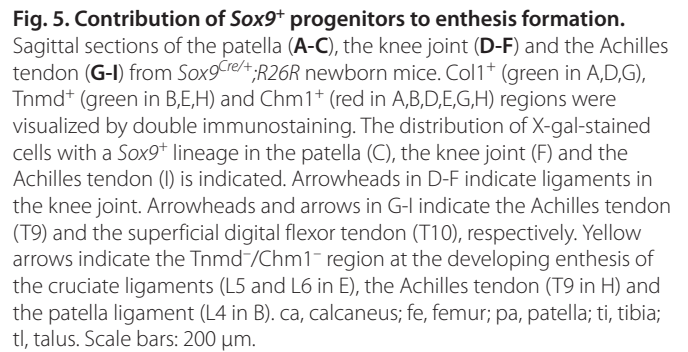 Fig. 5. Contribution of Sox9⁺ progenitors to enthesis formation.
Sagittal sections of the patella (A-C), the knee joint (D-F) and the Achilles
tendon (G-I) from Sox9ᶜʳᵉ/⁺;R26R newborn mice. Col1⁺ (green in A,D,G),
Tnmd⁺ (green in B,E,H) and Chm1⁺ (red in A,B,D,E,G,H) regions were
visualized by double immunostaining. The distribution of X-gal-stained
cells with a Sox9⁺ lineage in the patella (C), the knee joint (F) and the
Achilles tendon (I) is indicated. Arrowheads in D-F indicate ligaments in
the knee joint. Arrowheads and arrows in G-I indicate the Achilles tendon
(T9) and the superficial digital flexor tendon (T10), respectively. Yellow
arrows indicate the Tnmd⁻/Chm1⁻ region at the developing enthesis of
the cruciate ligaments (L5 and L6 in E), the Achilles tendon (T9 in H) and
the patella ligament (L4 in B). ca, calcaneus; fe, femur; pa, patella; ti, tibia;
tl, talus. Scale bars: 200 μm.